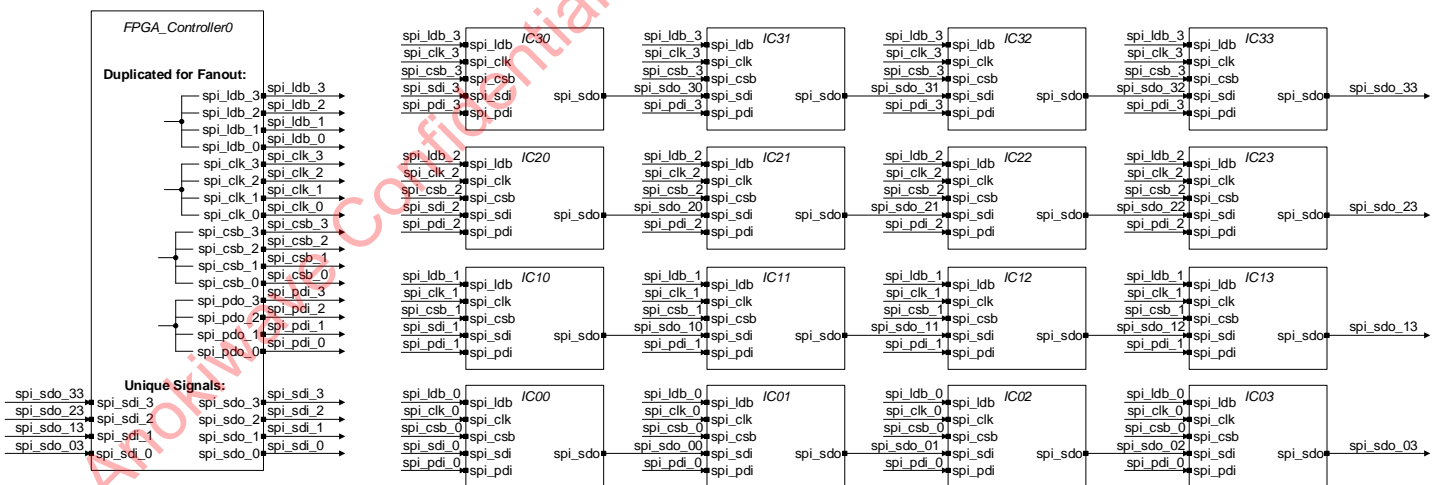 FPGA_Controller0
Duplicated for Fanout:
spi_ldb_3 spi_ldb_3
spi_ldb_2 spi_ldb_2
spi_ldb_1 spi_ldb_1
spi_ldb_0 spi_ldb_0
spi_clk_3 spi_clk_3
spi_clk_2 spi_clk_2
spi_clk_1 spi_clk_1
spi_clk_0 spi_clk_0
spi_csb_3 spi_csb_3
spi_csb_2 spi_csb_2
spi_csb_1 spi_csb_1
spi_csb_0 spi_csb_0
spi_pdo_3 spi_pdi_3
spi_pdo_2 spi_pdi_2
spi_pdo_1 spi_pdi_1
spi_pdo_0 spi_pdi_0
Unique Signals:
spi_sdo_33 spi_sdi_3 spi_sdo_3 spi_sdi_3
spi_sdo_23 spi_sdi_2 spi_sdo_2 spi_sdi_2
spi_sdo_13 spi_sdi_1 spi_sdo_1 spi_sdi_1
spi_sdo_03 spi_sdi_0 spi_sdo_0 spi_sdi_0
IC30
spi_ldb_3 spi_ldb
spi_clk_3 spi_clk
spi_csb_3 spi_csb
spi_sdi_3 spi_sdi spi_sdo
spi_pdi_3 spi_pdi
IC31
spi_ldb_3 spi_ldb
spi_clk_3 spi_clk
spi_csb_3 spi_csb
spi_sdo_30 spi_sdi spi_sdo
spi_pdi_3 spi_pdi
IC32
spi_ldb_3 spi_ldb
spi_clk_3 spi_clk
spi_csb_3 spi_csb
spi_sdo_31 spi_sdi spi_sdo
spi_pdi_3 spi_pdi
IC33
spi_ldb_3 spi_ldb
spi_clk_3 spi_clk
spi_csb_3 spi_csb
spi_sdo_32 spi_sdi spi_sdo spi_sdo_33
spi_pdi_3 spi_pdi
IC20
spi_ldb_2 spi_ldb
spi_clk_2 spi_clk
spi_csb_2 spi_csb
spi_sdi_2 spi_sdi spi_sdo
spi_pdi_2 spi_pdi
IC21
spi_ldb_2 spi_ldb
spi_clk_2 spi_clk
spi_csb_2 spi_csb
spi_sdo_20 spi_sdi spi_sdo
spi_pdi_2 spi_pdi
IC22
spi_ldb_2 spi_ldb
spi_clk_2 spi_clk
spi_csb_2 spi_csb
spi_sdo_21 spi_sdi spi_sdo
spi_pdi_2 spi_pdi
IC23
spi_ldb_2 spi_ldb
spi_clk_2 spi_clk
spi_csb_2 spi_csb
spi_sdo_22 spi_sdi spi_sdo spi_sdo_23
spi_pdi_2 spi_pdi
IC10
spi_ldb_1 spi_ldb
spi_clk_1 spi_clk
spi_csb_1 spi_csb
spi_sdi_1 spi_sdi spi_sdo
spi_pdi_1 spi_pdi
IC11
spi_ldb_1 spi_ldb
spi_clk_1 spi_clk
spi_csb_1 spi_csb
spi_sdo_10 spi_sdi spi_sdo
spi_pdi_1 spi_pdi
IC12
spi_ldb_1 spi_ldb
spi_clk_1 spi_clk
spi_csb_1 spi_csb
spi_sdo_11 spi_sdi spi_sdo
spi_pdi_1 spi_pdi
IC13
spi_ldb_1 spi_ldb
spi_clk_1 spi_clk
spi_csb_1 spi_csb
spi_sdo_12 spi_sdi spi_sdo spi_sdo_13
spi_pdi_1 spi_pdi
IC00
spi_ldb_0 spi_ldb
spi_clk_0 spi_clk
spi_csb_0 spi_csb
spi_sdi_0 spi_sdi spi_sdo
spi_pdi_0 spi_pdi
IC01
spi_ldb_0 spi_ldb
spi_clk_0 spi_clk
spi_csb_0 spi_csb
spi_sdo_00 spi_sdi spi_sdo
spi_pdi_0 spi_pdi
IC02
spi_ldb_0 spi_ldb
spi_clk_0 spi_clk
spi_csb_0 spi_csb
spi_sdo_01 spi_sdi spi_sdo
spi_pdi_0 spi_pdi
IC03
spi_ldb_0 spi_ldb
spi_clk_0 spi_clk
spi_csb_0 spi_csb
spi_sdo_02 spi_sdi spi_sdo spi_sdo_03
spi_pdi_0 spi_pdi
Anokiwave Confidential